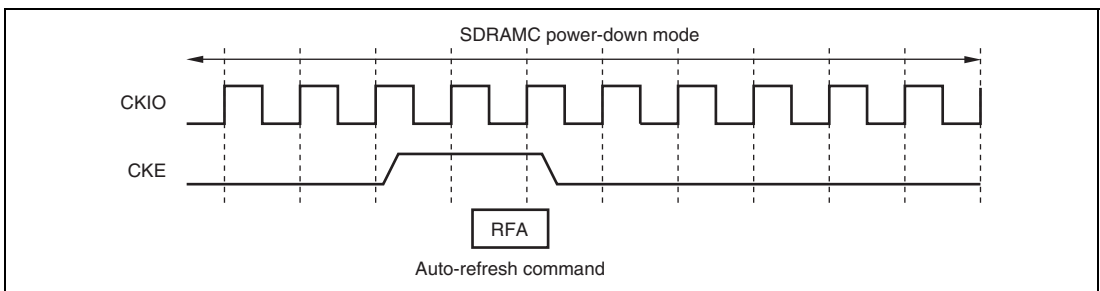 SDRAMC power-down mode
CKIO
CKE
RFA
Auto-refresh command